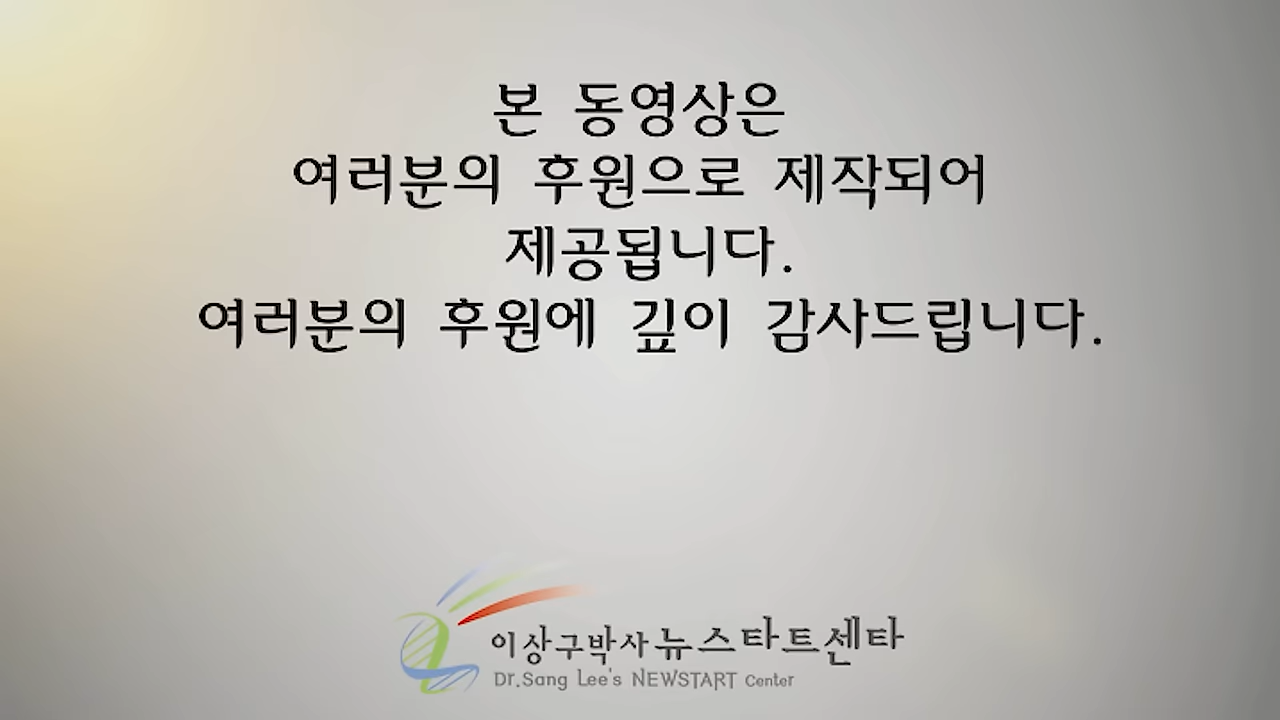 본 동영상은
여러분의 후원으로 제작되어
제공됩니다.
여러분의 후원에 깊이 감사드립니다.
이상구박사 뉴스타트센타
Dr.Sang Lee's NEWSTART Center